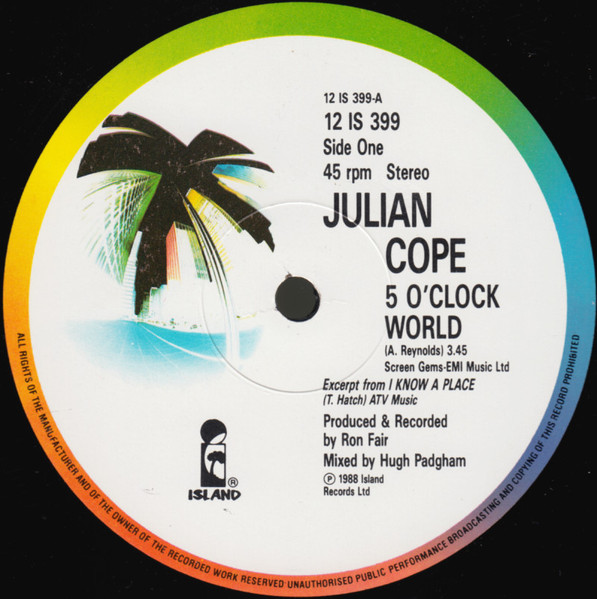 12 IS 399-A
12 IS 399
Side One
45 rpm Stereo
JULIAN
COPE
5 O'CLOCK
WORLD
(A. Reynolds) 3.45
Screen Gems-EMI Music Ltd
Excerpt from I KNOW A PLACE
(T. Hatch) ATV Music
Produced & Recorded
by Ron Fair
Mixed by Hugh Padgham
℗ 1988 Island
Records Ltd
®
ISLAND
ALL RIGHTS OF THE MANUFACTURER AND OF THE OWNER OF THE RECORDED WORK RESERVED UNAUTHORISED PUBLIC PERFORMANCE BROADCASTING AND COPYING OF THIS RECORD PROHIBITED